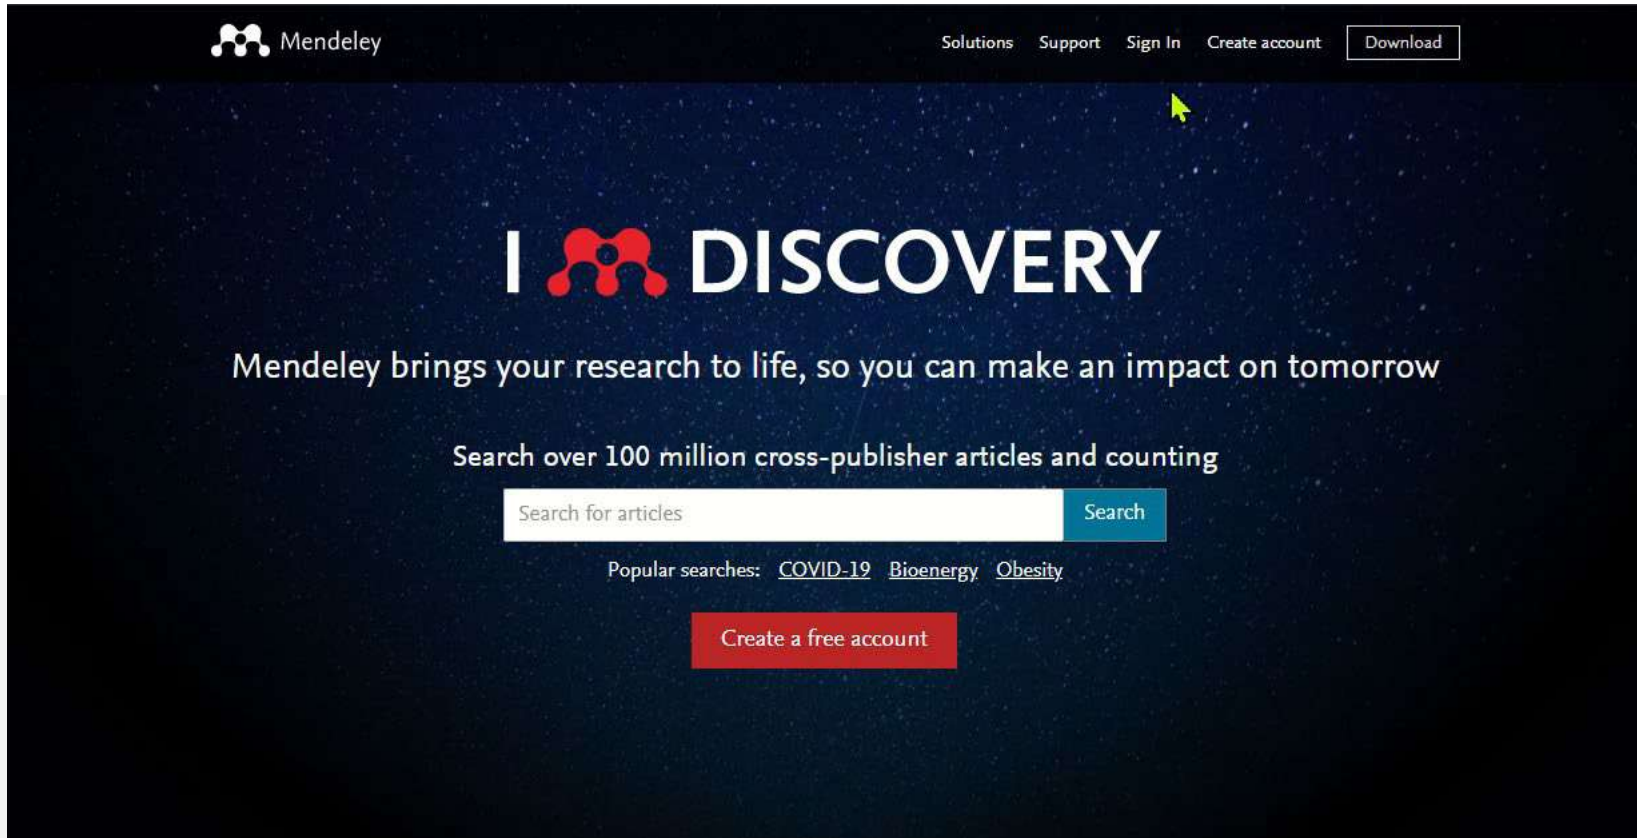 Mendeley
Solutions Support Sign In Create account Download
I DISCOVERY
Mendeley brings your research to life, so you can make an impact on tomorrow
Search over 100 million cross-publisher articles and counting
Search for articles Search
Popular searches: COVID-19 Bioenergy Obesity
Create a free account